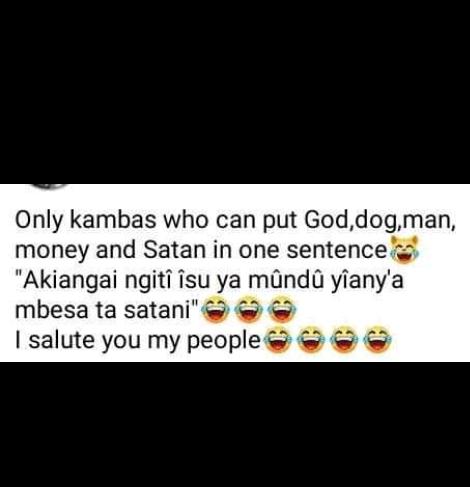 Only kambas who can put God,dog,man,
money and Satan in one sentence😹
"Akiangai ngitî îsu ya mûndû yîany'a
mbesa ta satani"😂😂😂
I salute you my people😂😂😂😂